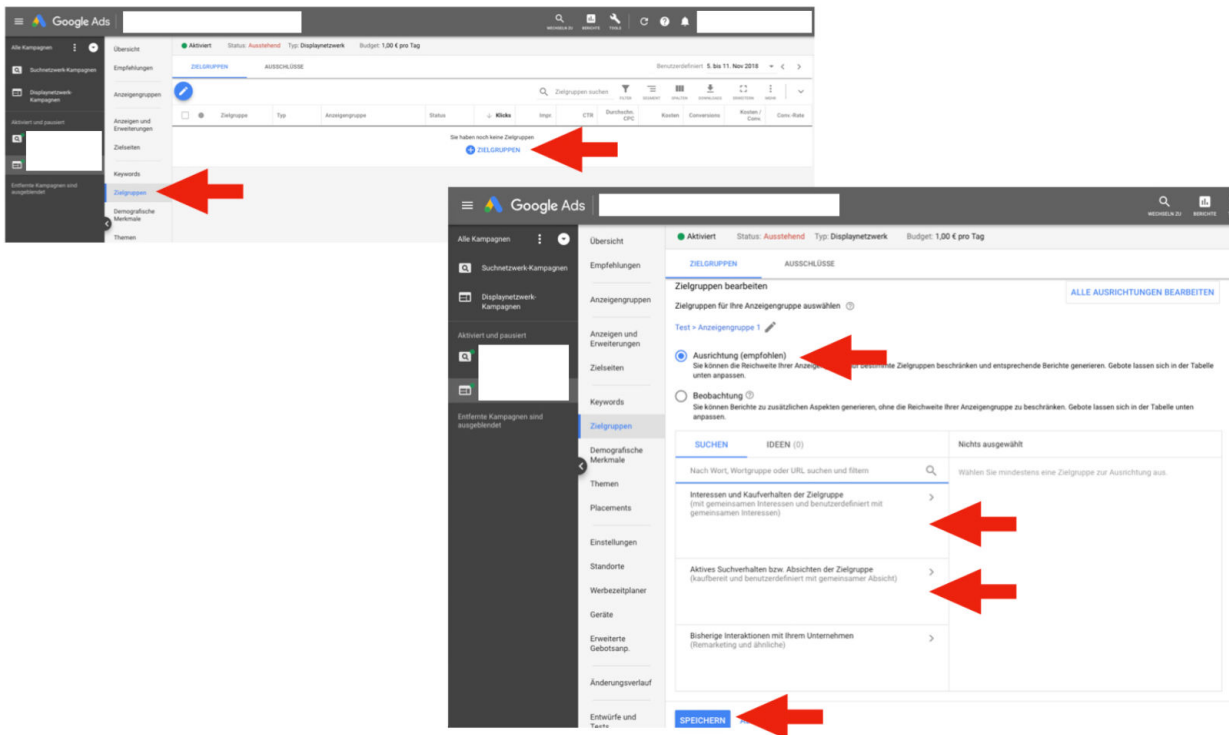 Google Ads
WECHSELN ZU
BERICHTE
TOOLS
Alle Kampagnen
Suchnetzwerk-Kampagnen
Displaynetzwerk-
Kampagnen
Aktiviert und pausiert
Entfernte Kampagnen sind
ausgeblendet
Übersicht
Empfehlungen
Anzeigengruppen
Anzeigen und
Erweiterungen
Zielseiten
Keywords
Zielgruppen
Demografische
Merkmale
Themen
Aktiviert Status: Ausstehend Typ: Displaynetzwerk Budget: 1,00 € pro Tag
ZIELGRUPPEN AUSSCHLÜSSE
Benutzerdefiniert 5. bis 11. Nov 2018
Zielgruppen suchen
FILTER SEGMENT SPALTEN DOWNLOADS ERWEITERN MEHR
Zielgruppe Typ Anzeigengruppe Status Klicks Impr. CTR Durchschn. CPC Kosten Conversions Kosten / Conv. Conv.-Rate
Sie haben noch keine Zielgruppen
ZIELGRUPPEN
Google Ads
WECHSELN ZU
BERICHTE
Alle Kampagnen
Suchnetzwerk-Kampagnen
Displaynetzwerk-
Kampagnen
Aktiviert und pausiert
Entfernte Kampagnen sind
ausgeblendet
Übersicht
Empfehlungen
Anzeigengruppen
Anzeigen und
Erweiterungen
Zielseiten
Keywords
Zielgruppen
Demografische
Merkmale
Themen
Placements
Einstellungen
Standorte
Werbezeitplaner
Geräte
Erweiterte
Gebotsanp.
Änderungsverlauf
Entwürfe und
Tests
Aktiviert Status: Ausstehend Typ: Displaynetzwerk Budget: 1,00 € pro Tag
ZIELGRUPPEN AUSSCHLÜSSE
Zielgruppen bearbeiten
ALLE AUSRICHTUNGEN BEARBEITEN
Zielgruppen für Ihre Anzeigengruppe auswählen
Test > Anzeigengruppe 1
Ausrichtung (empfohlen)
Sie können die Reichweite Ihrer bestimmte Zielgruppen beschränken und entsprechende Berichte generieren. Gebote lassen sich in der Tabelle
unten anpassen.
Beobachtung
Sie können Berichte zu zusätzlichen Aspekten generieren, ohne die Reichweite Ihrer Anzeigengruppe zu beschränken. Gebote lassen sich in der Tabelle unten
anpassen.
SUCHEN IDEEN (0)
Nichts ausgewählt
Nach Wort, Wortgruppe oder URL suchen und filtern
Wählen Sie mindestens eine Zielgruppe zur Ausrichtung aus.
Interessen und Kaufverhalten der Zielgruppe
(mit gemeinsamen Interessen und benutzerdefiniert mit
gemeinsamen Interessen)
Aktives Suchverhalten bzw. Absichten der Zielgruppe
(kaufbereit und benutzerdefiniert mit gemeinsamer Absicht)
Bisherige Interaktionen mit Ihrem Unternehmen
(Remarketing und ähnliche)
SPEICHERN